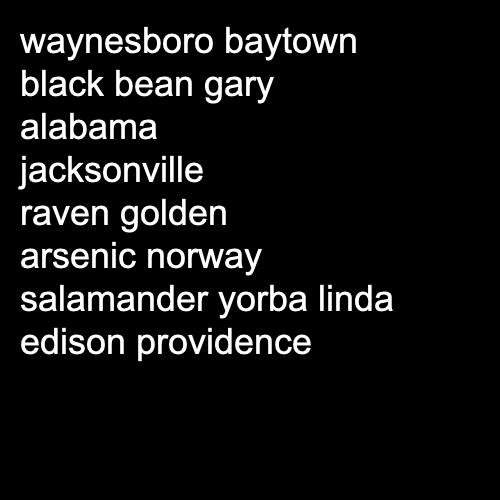 waynesboro baytown
black bean gary
alabama
jacksonville
raven golden
arsenic norway
salamander yorba linda
edison providence